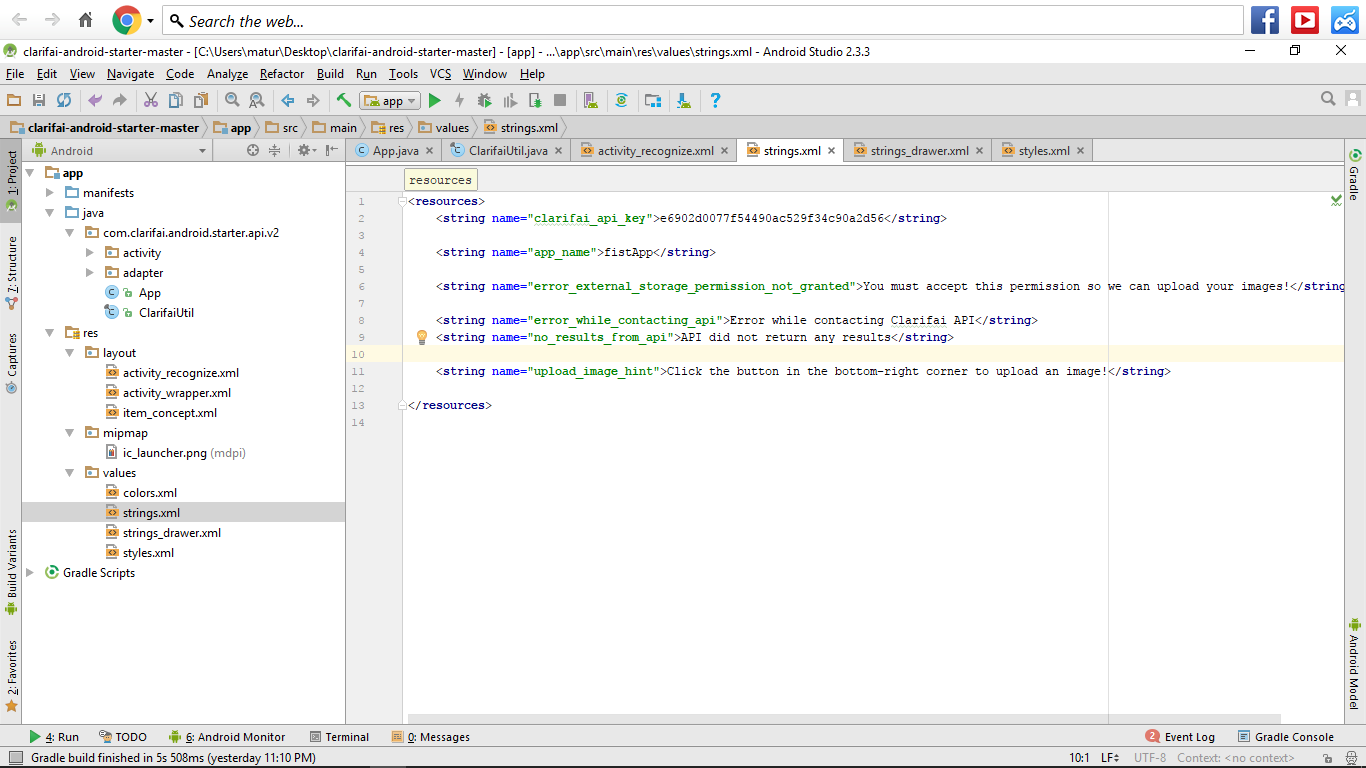 Search the web...
clarifai-android-starter-master - [C:\Users\matur\Desktop\clarifai-android-starter-master] - [app] - ...\app\src\main\res\values\strings.xml - Android Studio 2.3.3
File Edit View Navigate Code Analyze Refactor Build Run Tools VCS Window Help
app
clarifai-android-starter-master app src main res values strings.xml
Android
App.java ClarifaiUtil.java activity_recognize.xml strings.xml strings_drawer.xml styles.xml
1: Project
7: Structure
Captures
Build Variants
2: Favorites
app
manifests
java
com.clarifai.android.starter.api.v2
activity
adapter
App
ClarifaiUtil
res
layout
activity_recognize.xml
activity_wrapper.xml
item_concept.xml
mipmap
ic_launcher.png (mdpi)
values
colors.xml
strings.xml
strings_drawer.xml
styles.xml
Gradle Scripts
resources
1 <resources>
2 <string name="clarifai_api_key">e6902d0077f54490ac529f34c90a2d56</string>
3
4 <string name="app_name">fistApp</string>
5
6 <string name="error_external_storage_permission_not_granted">You must accept this permission so we can upload your images!</string
7
8 <string name="error_while_contacting_api">Error while contacting Clarifai API</string>
9 <string name="no_results_from_api">API did not return any results</string>
10
11 <string name="upload_image_hint">Click the button in the bottom-right corner to upload an image!</string>
12
13 </resources>
14
Gradle
Android Model
4: Run TODO 6: Android Monitor Terminal 0: Messages 2 Event Log Gradle Console
Gradle build finished in 5s 508ms (yesterday 11:10 PM) 10:1 LF UTF-8 Context: <no context>